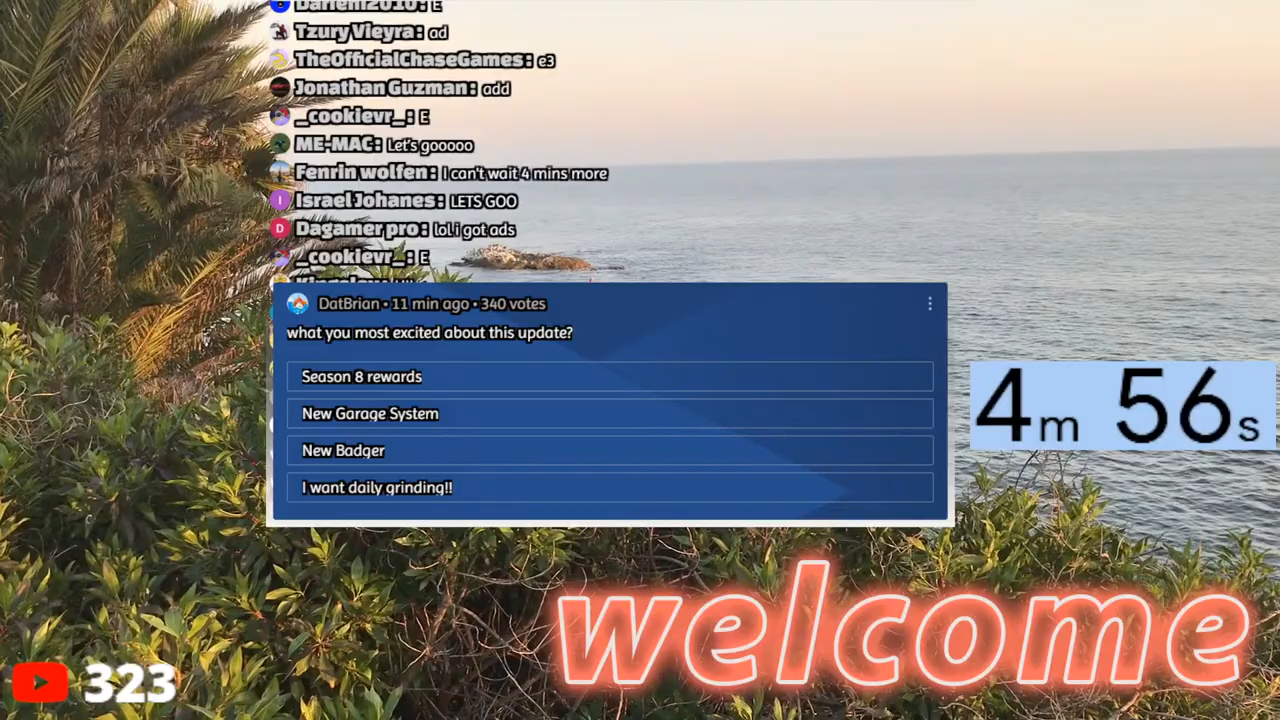 Darieni2010: E
Tzury Vieyra: ad
TheOfficialChaseGames: e3
Jonathan Guzman: add
_cookievr_: E
ME-MAC: Let's gooooo
Fenrin wolfen: I can't wait 4 mins more
Israel Johanes: LETS GOO
Dagamer pro: lol i got ads
_cookievr_: E
DatBrian • 11 min ago • 340 votes
what you most excited about this update?
Season 8 rewards
New Garage System
New Badger
I want daily grinding!!
4m 56s
welcome
323